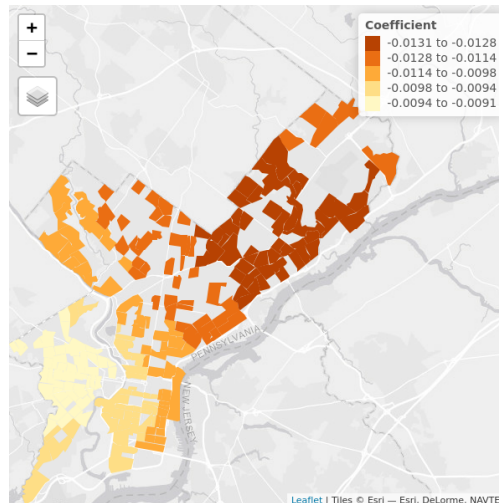 +
−
Coefficient
-0.0131 to -0.0128
-0.0128 to -0.0114
-0.0114 to -0.0098
-0.0098 to -0.0094
-0.0094 to -0.0091
PENNSYLVANIA
NEW JERSEY
Leaflet | Tiles © Esri — Esri, DeLorme, NAVTE